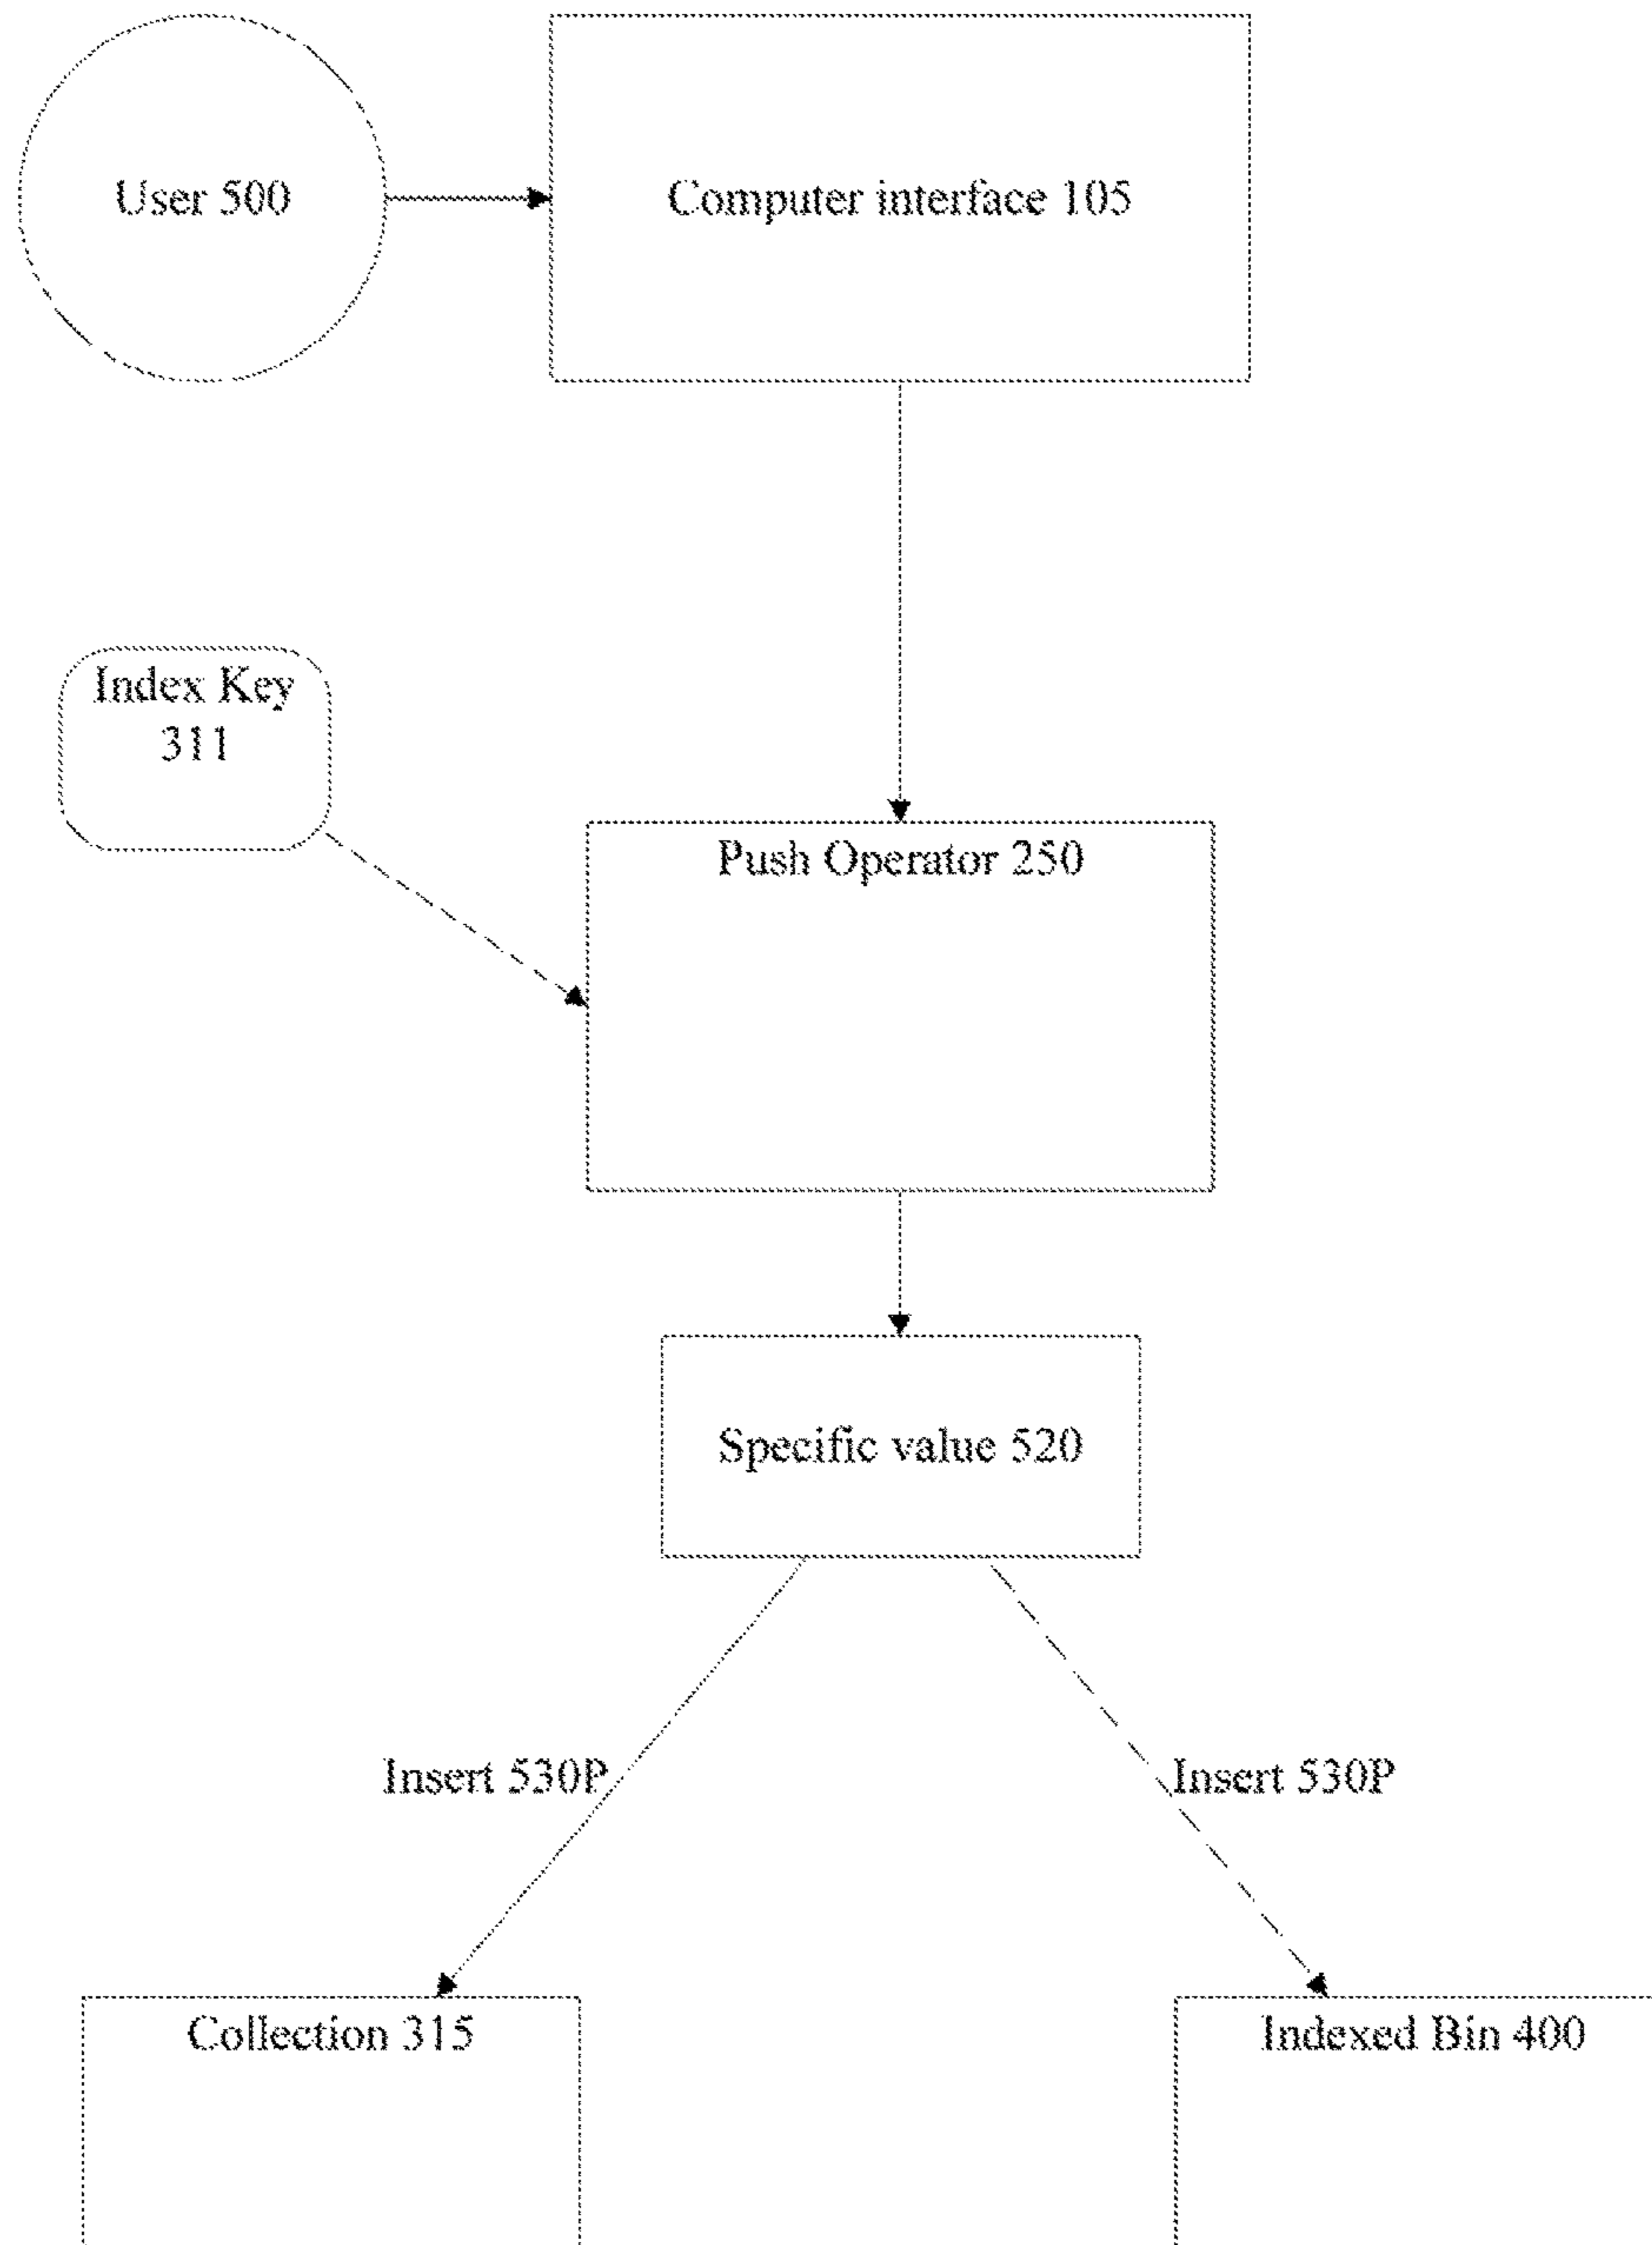 User 500
Computer interface 105
Index Key
311
Push Operator 250
Specific value 520
Insert 530P
Insert 530P
Collection 315
Indexed Bin 400